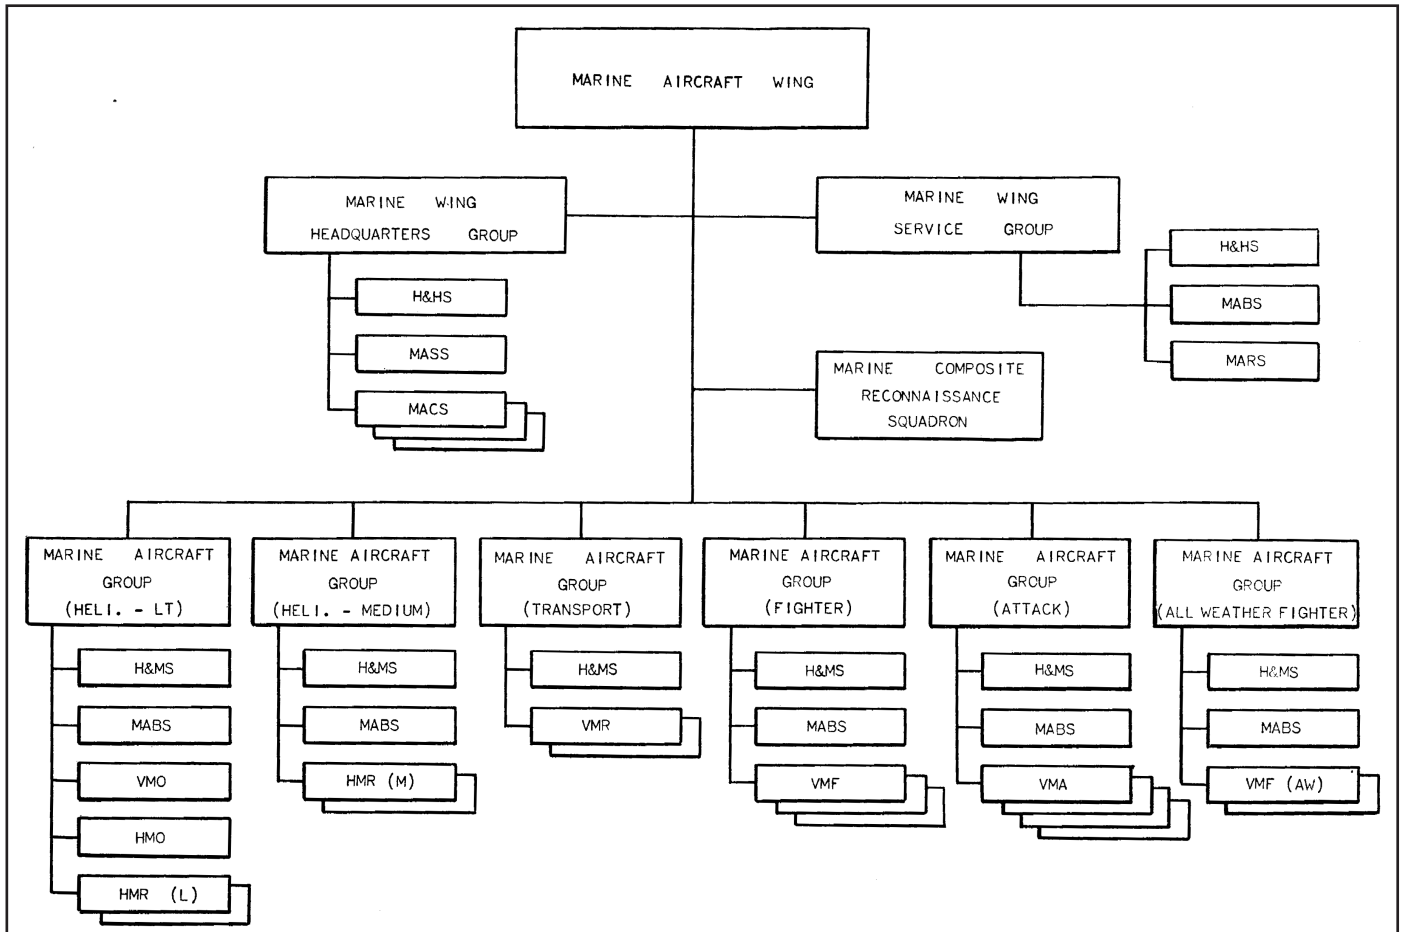 MARINE AIRCRAFT WING
MARINE WING
HEADQUARTERS GROUP
H&HS
MASS
MACS
MARINE WING
SERVICE GROUP
H&HS
MABS
MARS
MARINE COMPOSITE
RECONNAISSANCE
SQUADRON
MARINE AIRCRAFT
GROUP
(HELI. - LT)
H&MS
MABS
VMO
HMO
HMR (L)
MARINE AIRCRAFT
GROUP
(HELI. - MEDIUM)
H&MS
MABS
HMR (M)
MARINE AIRCRAFT
GROUP
(TRANSPORT)
H&MS
VMR
MARINE AIRCRAFT
GROUP
(FIGHTER)
H&MS
MABS
VMF
MARINE AIRCRAFT
GROUP
(ATTACK)
H&MS
MABS
VMA
MARINE AIRCRAFT
GROUP
(ALL WEATHER FIGHTER)
H&MS
MABS
VMF (AW)